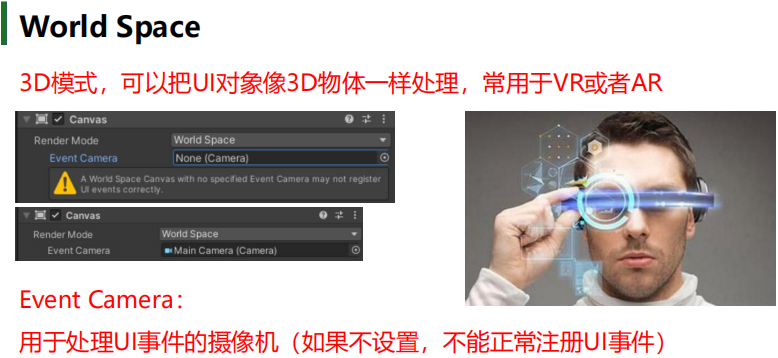 World Space
3D模式，可以把UI对象像3D物体一样处理，常用于VR或者AR
Canvas
Render Mode
World Space
Event Camera
None (Camera)
A World Space Canvas with no specified Event Camera may not register
UI events correctly.
Canvas
Render Mode
World Space
Event Camera
Main Camera (Camera)
Event Camera：
用于处理UI事件的摄像机（如果不设置，不能正常注册UI事件）